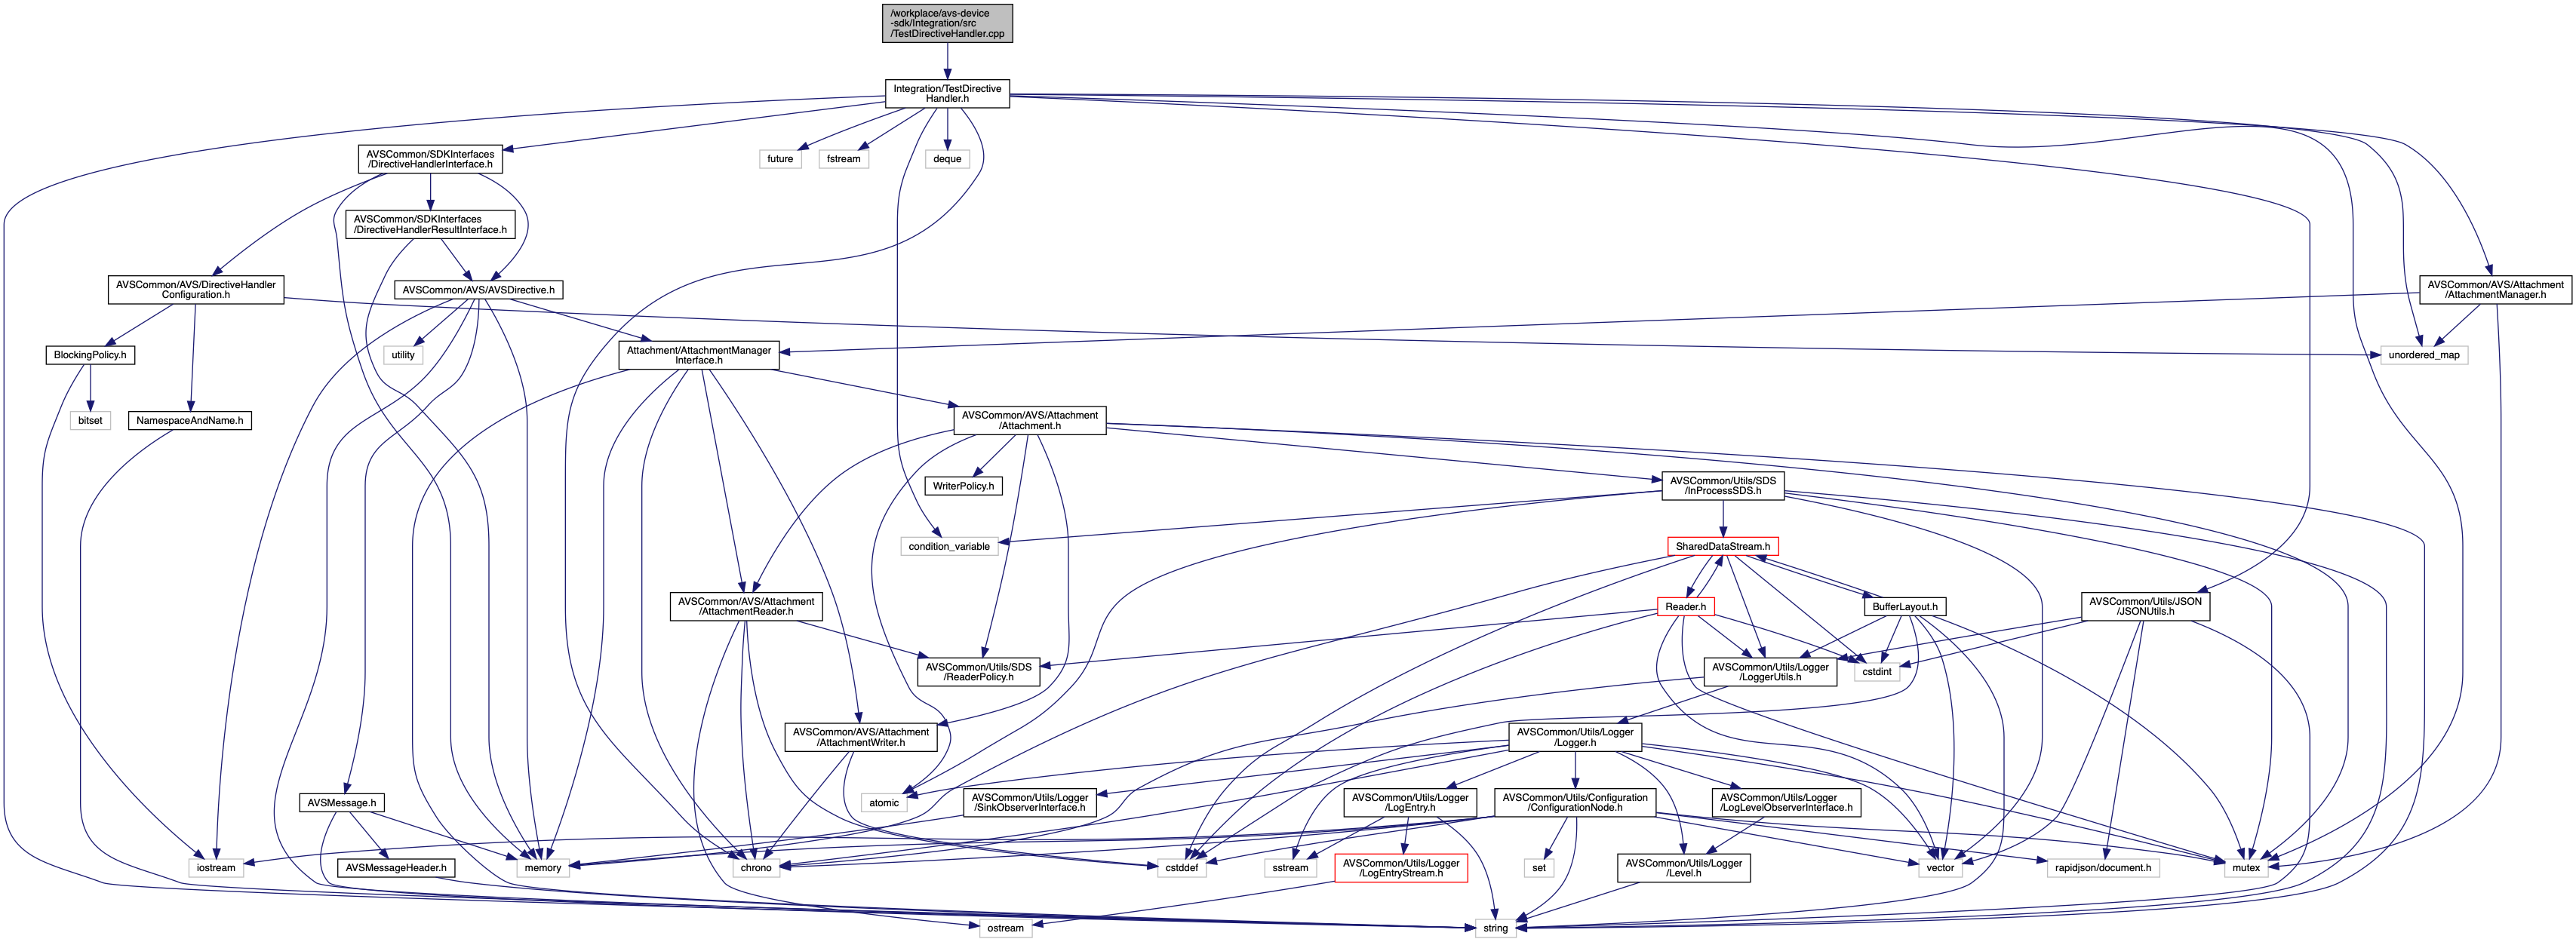 /workplace/avs-device
-sdk/Integration/src
/TestDirectiveHandler.cpp
Integration/TestDirective
Handler.h
AVSCommon/SDKInterfaces
/DirectiveHandlerInterface.h
future
fstream
deque
AVSCommon/SDKInterfaces
/DirectiveHandlerResultInterface.h
AVSCommon/AVS/DirectiveHandler
Configuration.h
AVSCommon/AVS/AVSDirective.h
AVSCommon/AVS/Attachment
/AttachmentManager.h
BlockingPolicy.h
utility
Attachment/AttachmentManager
Interface.h
unordered_map
bitset
NamespaceAndName.h
AVSCommon/AVS/Attachment
/Attachment.h
WriterPolicy.h
AVSCommon/Utils/SDS
/InProcessSDS.h
condition_variable
SharedDataStream.h
AVSCommon/AVS/Attachment
/AttachmentReader.h
Reader.h
BufferLayout.h
AVSCommon/Utils/JSON
/JSONUtils.h
AVSCommon/Utils/SDS
/ReaderPolicy.h
AVSCommon/Utils/Logger
/LoggerUtils.h
cstdint
AVSCommon/AVS/Attachment
/AttachmentWriter.h
AVSCommon/Utils/Logger
/Logger.h
AVSMessage.h
atomic
AVSCommon/Utils/Logger
/SinkObserverInterface.h
AVSCommon/Utils/Logger
/LogEntry.h
AVSCommon/Utils/Configuration
/ConfigurationNode.h
AVSCommon/Utils/Logger
/LogLevelObserverInterface.h
iostream
AVSMessageHeader.h
memory
chrono
cstddef
sstream
AVSCommon/Utils/Logger
/LogEntryStream.h
set
AVSCommon/Utils/Logger
/Level.h
vector
rapidjson/document.h
mutex
ostream
string